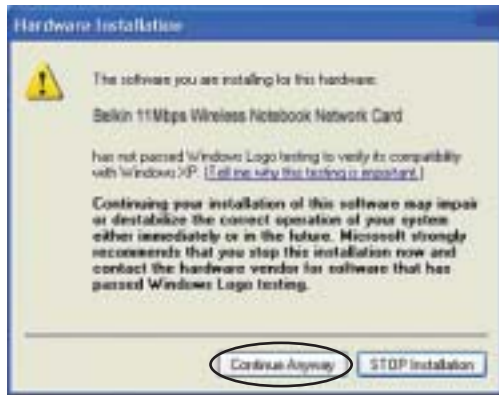 Hardware Installation
The software you are installing for this hardware:
Belkin 11Mbps Wireless Notebook Network Card
has not passed Windows Logo testing to verify its compatibility
with Windows XP. (Tell me why this testing is important.)
Continuing your installation of this software may impair
or destabilize the correct operation of your system
either immediately or in the future. Microsoft strongly
recommends that you stop this installation now and
contact the hardware vendor for software that has
passed Windows Logo testing.
Continue Anyway
STOP Installation